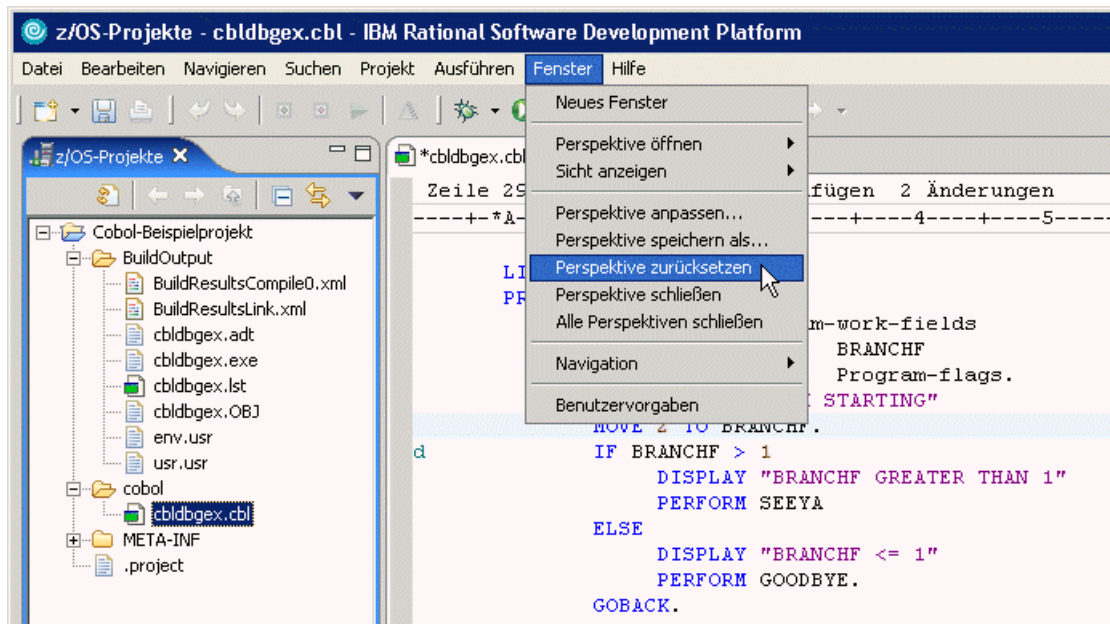 z/OS-Projekte - cbldbgex.cbl - IBM Rational Software Development Platform
Datei Bearbeiten Navigieren Suchen Projekt Ausführen Fenster Hilfe
z/OS-Projekte
Cobol-Beispielprojekt
BuildOutput
BuildResultsCompile0.xml
BuildResultsLink.xml
cbldbgex.adt
cbldbgex.exe
cbldbgex.lst
cbldbgex.OBJ
env.usr
usr.usr
cobol
cbldbgex.cbl
META-INF
.project
Neues Fenster
Perspektive öffnen
Sicht anzeigen
Perspektive anpassen...
Perspektive speichern als...
Perspektive zurücksetzen
Perspektive schließen
Alle Perspektiven schließen
Navigation
Benutzervorgaben
*cbldbgex.cbl
Zeile 29 fügen 2 Änderungen
----+-*A- ---+----4----+----5-----
LI
PR
m-work-fields
BRANCHF
Program-flags.
STARTING"
MOVE 2 TO BRANCHF.
d IF BRANCHF > 1
DISPLAY "BRANCHF GREATER THAN 1"
PERFORM SEEYA
ELSE
DISPLAY "BRANCHF <= 1"
PERFORM GOODBYE.
GOBACK.